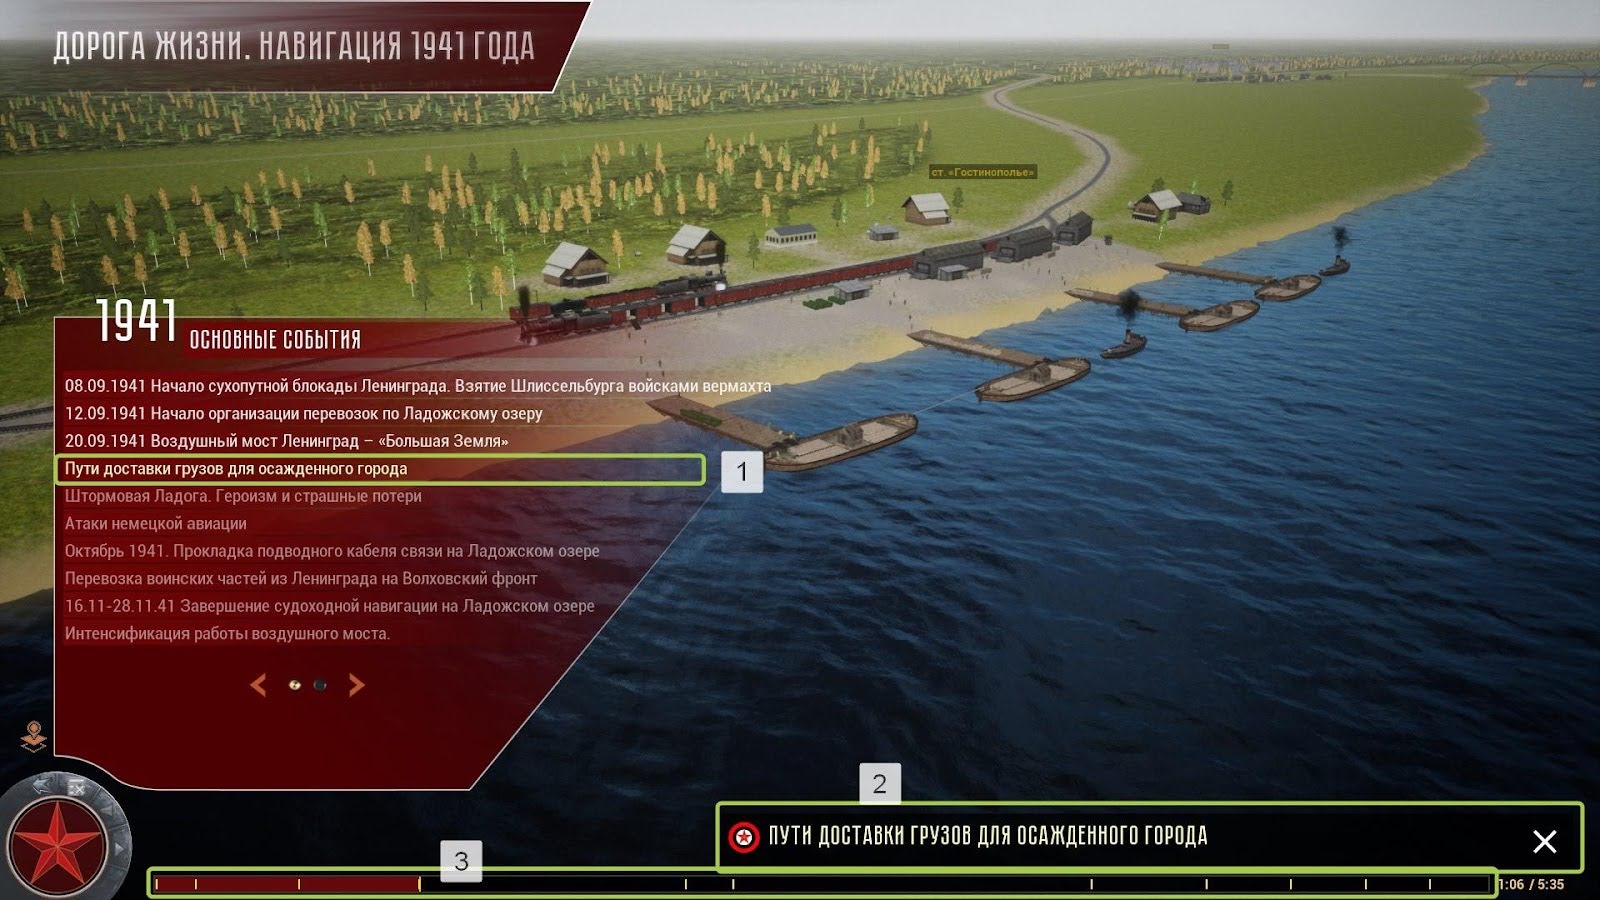 ДОРОГА ЖИЗНИ. НАВИГАЦИЯ 1941 ГОДА
ст. «Гостинополье»
1941
ОСНОВНЫЕ СОБЫТИЯ
08.09.1941 Начало сухопутной блокады Ленинграда. Взятие Шлиссельбурга войсками вермахта
12.09.1941 Начало организации перевозок по Ладожскому озеру
20.09.1941 Воздушный мост Ленинград – «Большая Земля»
Пути доставки грузов для осажденного города
1
Штормовая Ладога. Героизм и страшные потери
Атаки немецкой авиации
Октябрь 1941. Прокладка подводного кабеля связи на Ладожском озере
Перевозка воинских частей из Ленинграда на Волховский фронт
16.11-28.11.41 Завершение судоходной навигации на Ладожском озере
Интенсификация работы воздушного моста.
2
ПУТИ ДОСТАВКИ ГРУЗОВ ДЛЯ ОСАЖДЕННОГО ГОРОДА
3
1:06 / 5:35